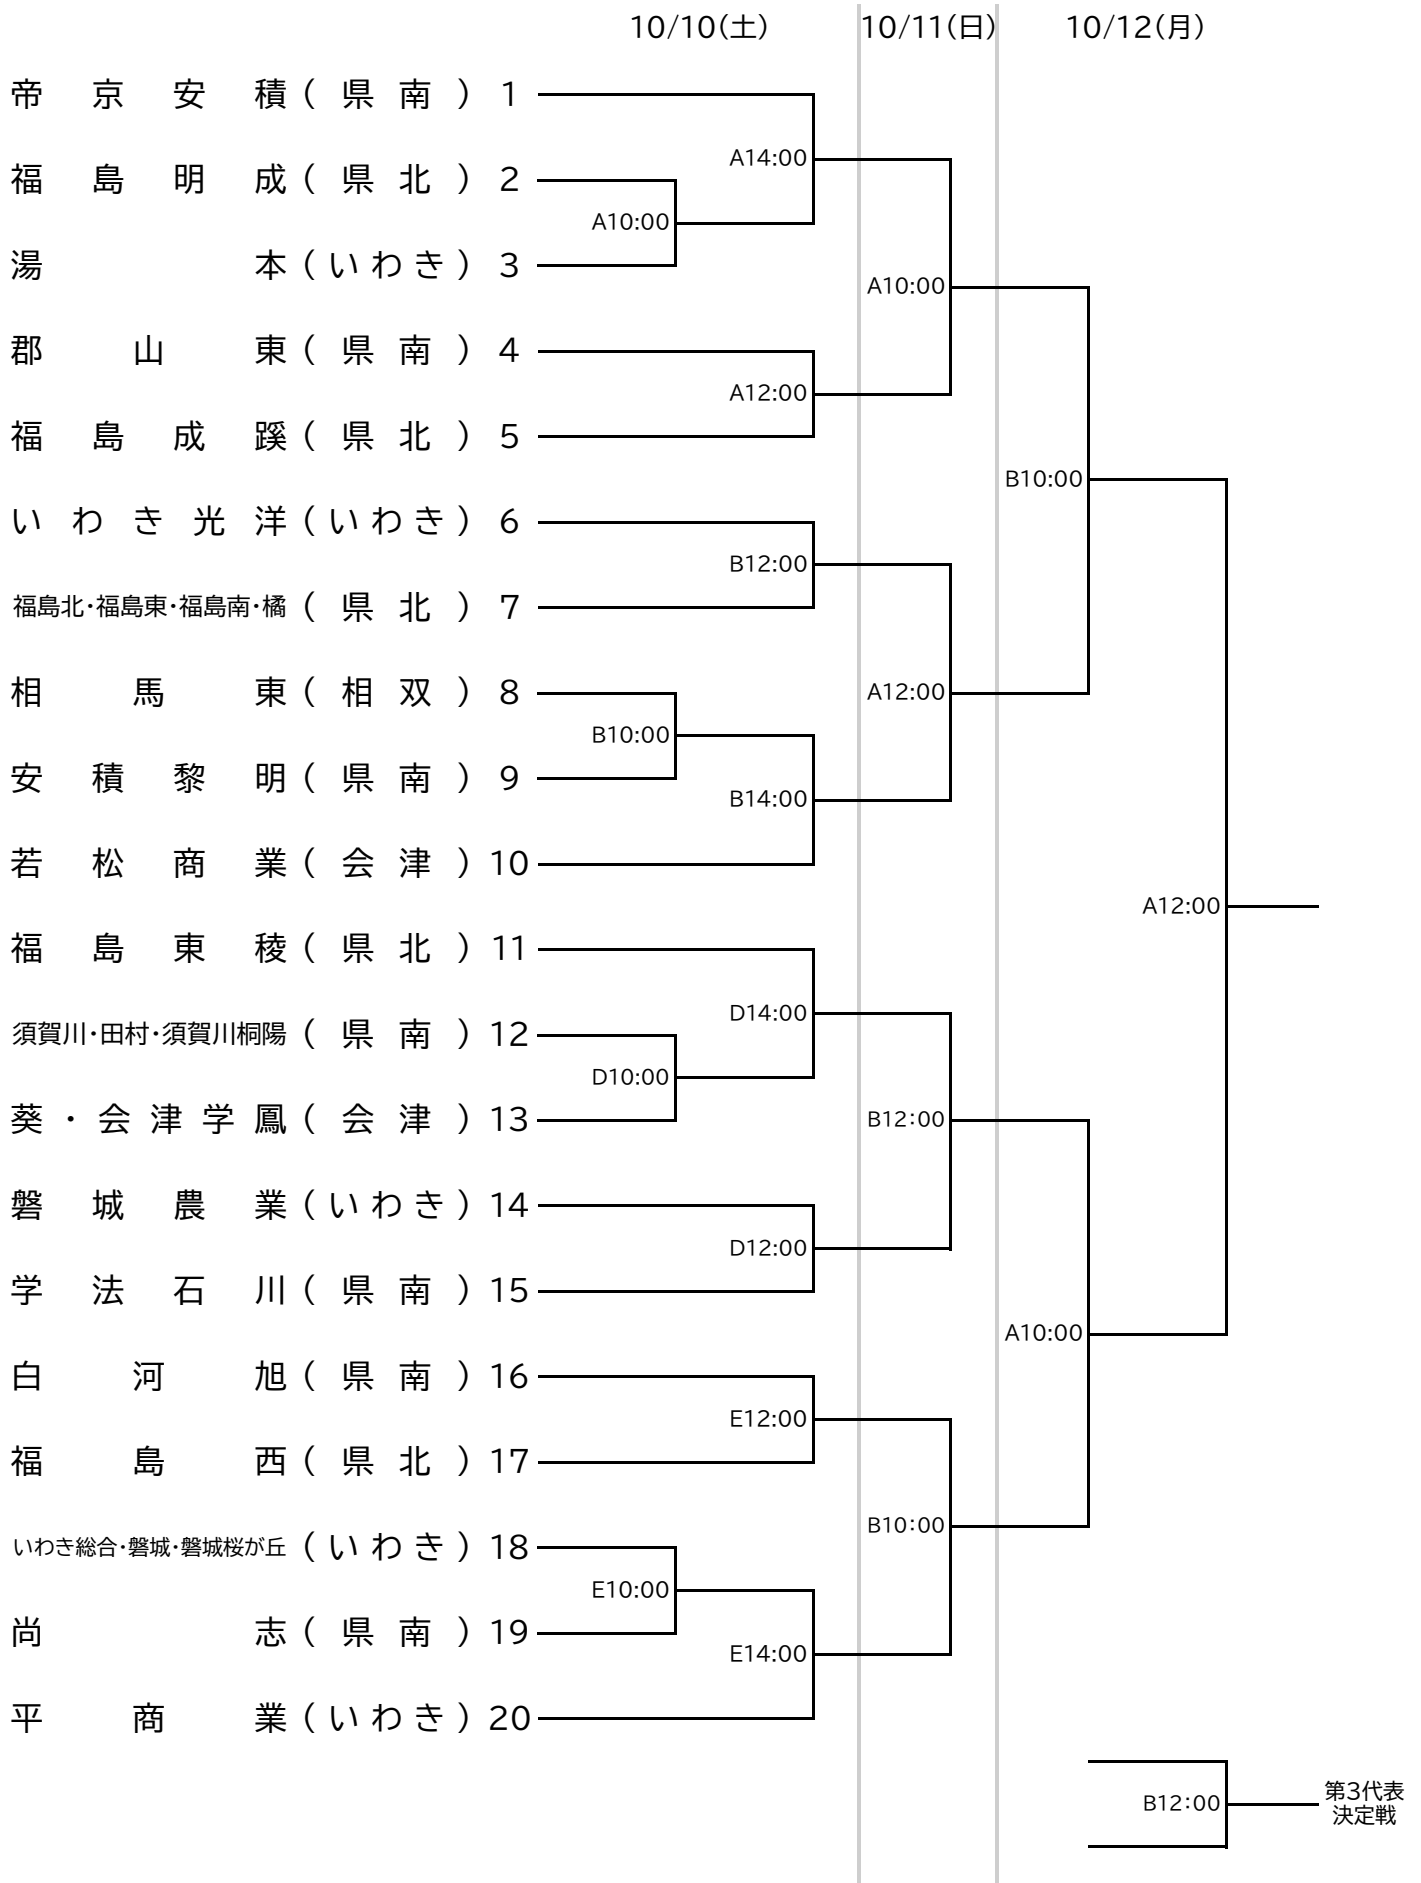 10/10(土) 10/11(日) 10/12(月)
帝京安積(県南) 1
A14:00
福島明成(県北) 2
A10:00
湯本(いわき) 3
A10:00
郡山東(県南) 4
A12:00
福島成蹊(県北) 5
B10:00
いわき光洋(いわき) 6
B12:00
福島北・福島東・福島南・橘(県北) 7
相馬東(相双) 8
A12:00
B10:00
安積黎明(県南) 9
B14:00
若松商業(会津) 10
A12:00
福島東稜(県北) 11
D14:00
須賀川・田村・須賀川桐陽(県南) 12
D10:00
葵・会津学鳳(会津) 13
B12:00
磐城農業(いわき) 14
D12:00
学法石川(県南) 15
A10:00
白河旭(県南) 16
E12:00
福島西(県北) 17
B10:00
いわき総合・磐城・磐城桜が丘(いわき) 18
E10:00
尚志(県南) 19
E14:00
平商業(いわき) 20
B12:00
第3代表
決定戦